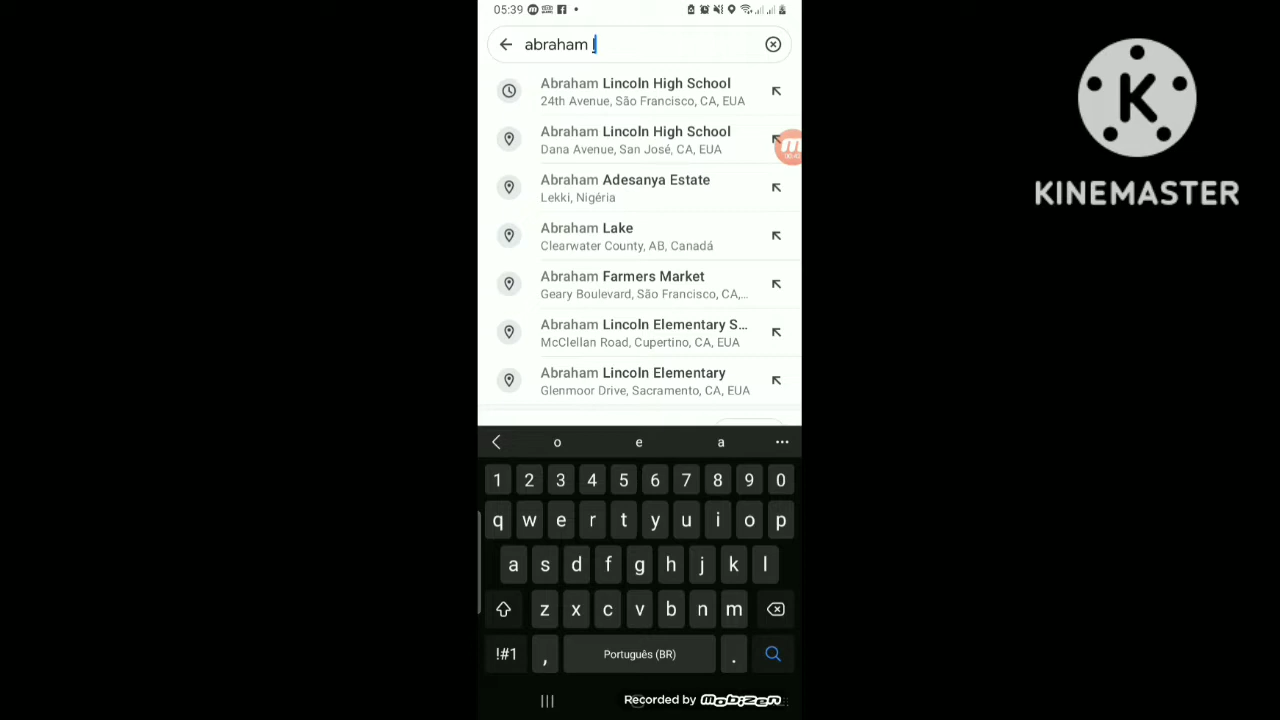 05:39
abraham l
Abraham Lincoln High School
24th Avenue, São Francisco, CA, EUA
Abraham Lincoln High School
Dana Avenue, San José, CA, EUA
Abraham Adesanya Estate
Lekki, Nigéria
Abraham Lake
Clearwater County, AB, Canadá
Abraham Farmers Market
Geary Boulevard, São Francisco, CA,...
Abraham Lincoln Elementary S...
McClellan Road, Cupertino, CA, EUA
Abraham Lincoln Elementary
Glenmoor Drive, Sacramento, CA, EUA
o e a
1 2 3 4 5 6 7 8 9 0
q w e r t y u i o p
a s d f g h j k l
z x c v b n m
!#1 , Português (BR) .
Recorded by mobizen
K
KINEMASTER